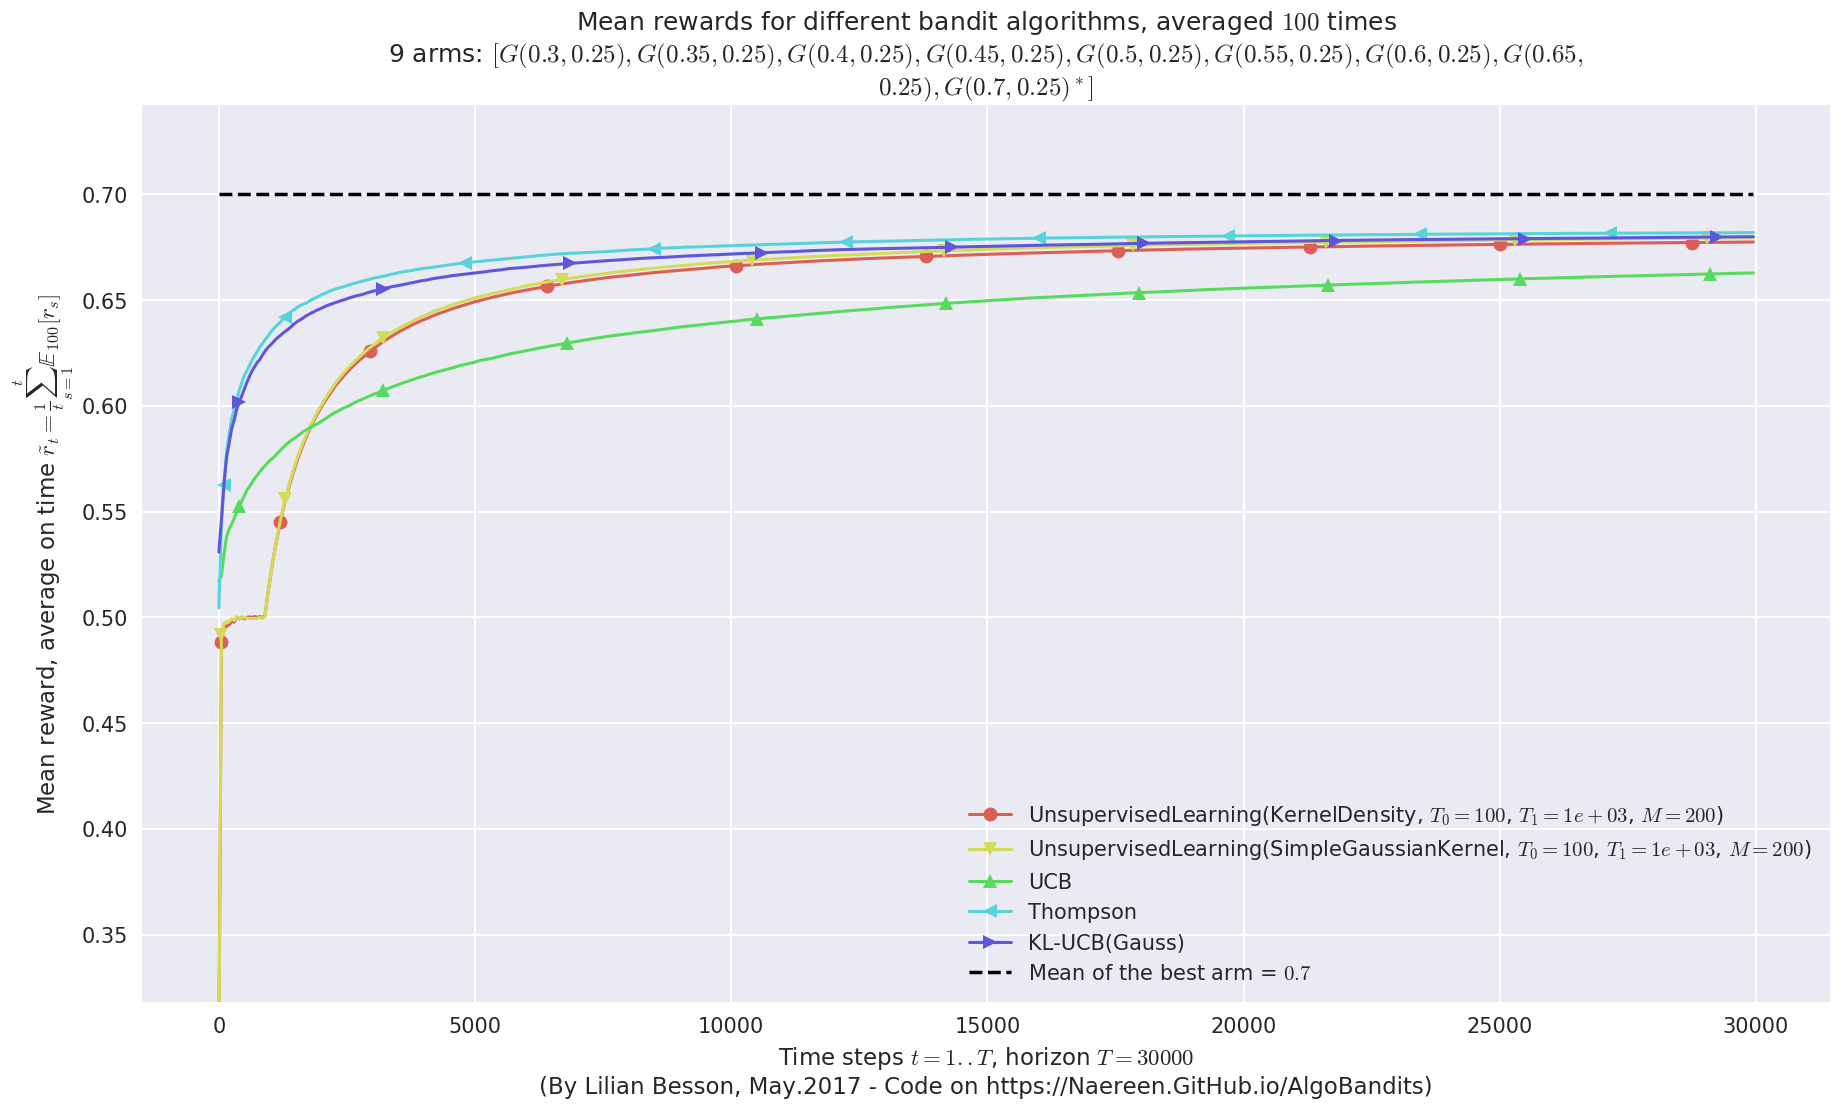 Mean rewards for different bandit algorithms, averaged 100 times
9 arms: [G(0.3, 0.25), G(0.35, 0.25), G(0.4, 0.25), G(0.45, 0.25), G(0.5, 0.25), G(0.55, 0.25), G(0.6, 0.25), G(0.65,
0.25), G(0.7, 0.25)*]
Mean reward, average on time r̃_t = 1/t ∑_{s=1}^{t} 𝔼_100[r_s]
0.70
0.65
0.60
0.55
0.50
0.45
0.40
0.35
UnsupervisedLearning(KernelDensity, T₀ = 100, T₁ = 1e + 03, M = 200)
UnsupervisedLearning(SimpleGaussianKernel, T₀ = 100, T₁ = 1e + 03, M = 200)
UCB
Thompson
KL-UCB(Gauss)
Mean of the best arm = 0.7
0 5000 10000 15000 20000 25000 30000
Time steps t = 1..T, horizon T = 30000
(By Lilian Besson, May.2017 - Code on https://Naereen.GitHub.io/AlgoBandits)